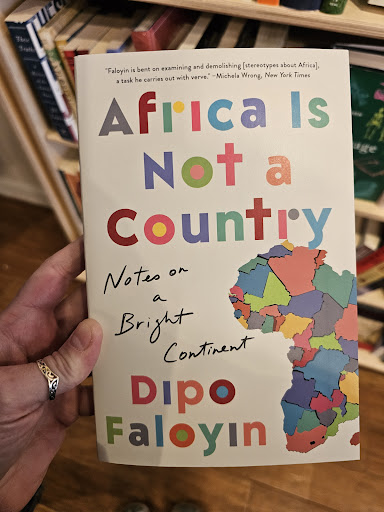 "Faloyin is bent on examining and demolishing [stereotypes about Africa],
a task he carries out with verve." —Michela Wrong, New York Times
Africa Is
Not a
Country
Notes on
a
Bright
Continent
Dipo
Faloyin